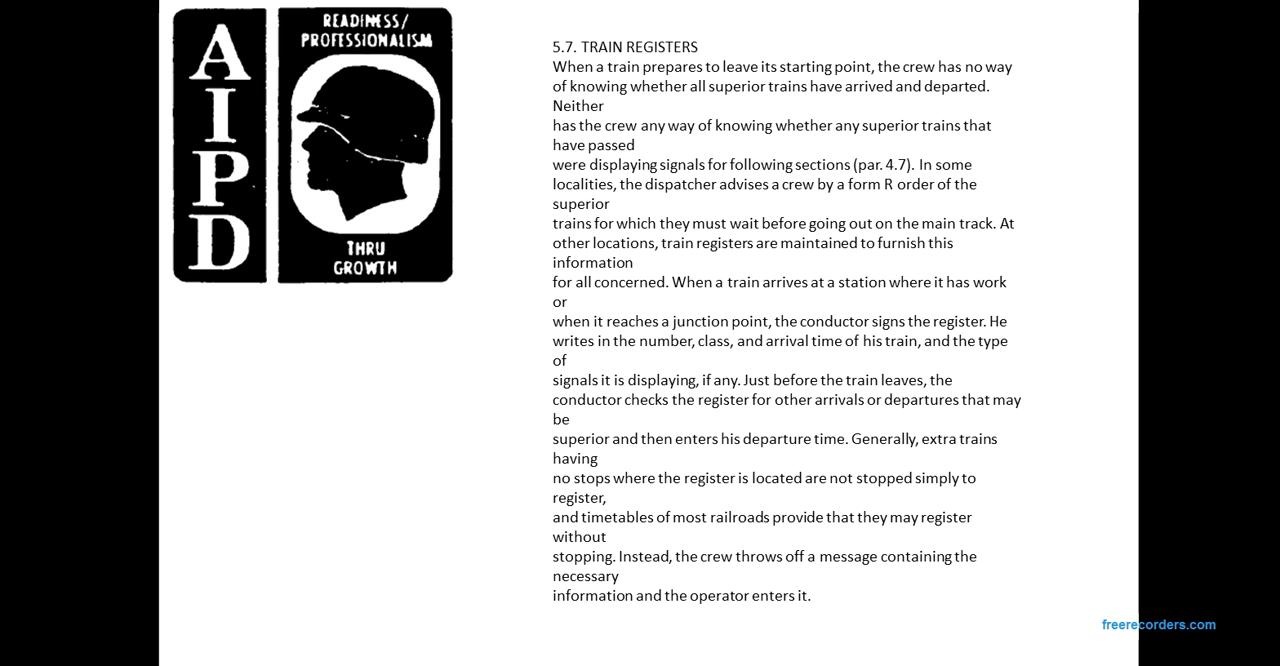 A
I
P
D
READINESS/
PROFESSIONALISM
THRU
GROWTH
5.7. TRAIN REGISTERS
When a train prepares to leave its starting point, the crew has no way
of knowing whether all superior trains have arrived and departed.
Neither
has the crew any way of knowing whether any superior trains that
have passed
were displaying signals for following sections (par. 4.7). In some
localities, the dispatcher advises a crew by a form R order of the
superior
trains for which they must wait before going out on the main track. At
other locations, train registers are maintained to furnish this
information
for all concerned. When a train arrives at a station where it has work
or
when it reaches a junction point, the conductor signs the register. He
writes in the number, class, and arrival time of his train, and the type
of
signals it is displaying, if any. Just before the train leaves, the
conductor checks the register for other arrivals or departures that may
be
superior and then enters his departure time. Generally, extra trains
having
no stops where the register is located are not stopped simply to
register,
and timetables of most railroads provide that they may register
without
stopping. Instead, the crew throws off a message containing the
necessary
information and the operator enters it.
freerecorders.com